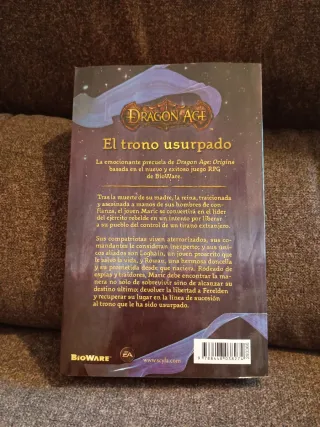 DRAGON AGE
El trono usurpado
La emocionante precuela de Dragon Age: Origins
basada en el nuevo y exitoso juego RPG
de BioWare.
Tras la muerte de su madre, la reina, traicionada
y asesinada a manos de sus hombres de con-
fianza, el joven Maric se convertirá en el líder
del ejército rebelde en un intento por liberar
a su pueblo del control de un tirano extranjero.
Sus compatriotas viven atemorizados, sus co-
mandantes le consideran inexperto, y sus úni-
cos aliados son Loghain, un joven proscrito que
le salva la vida, y Rowan, una hermosa doncella
y su prometida desde que naciera. Rodeado de
espías y traidores, Maric debe encontrar la mane-
ra no solo de sobrevivir sino de alcanzar su
destino último: devolver la libertad a Ferelden
y recuperar su lugar en la línea de sucesión
al trono que le ha sido usurpado.
BIOWARE
EA
www.scyla.com